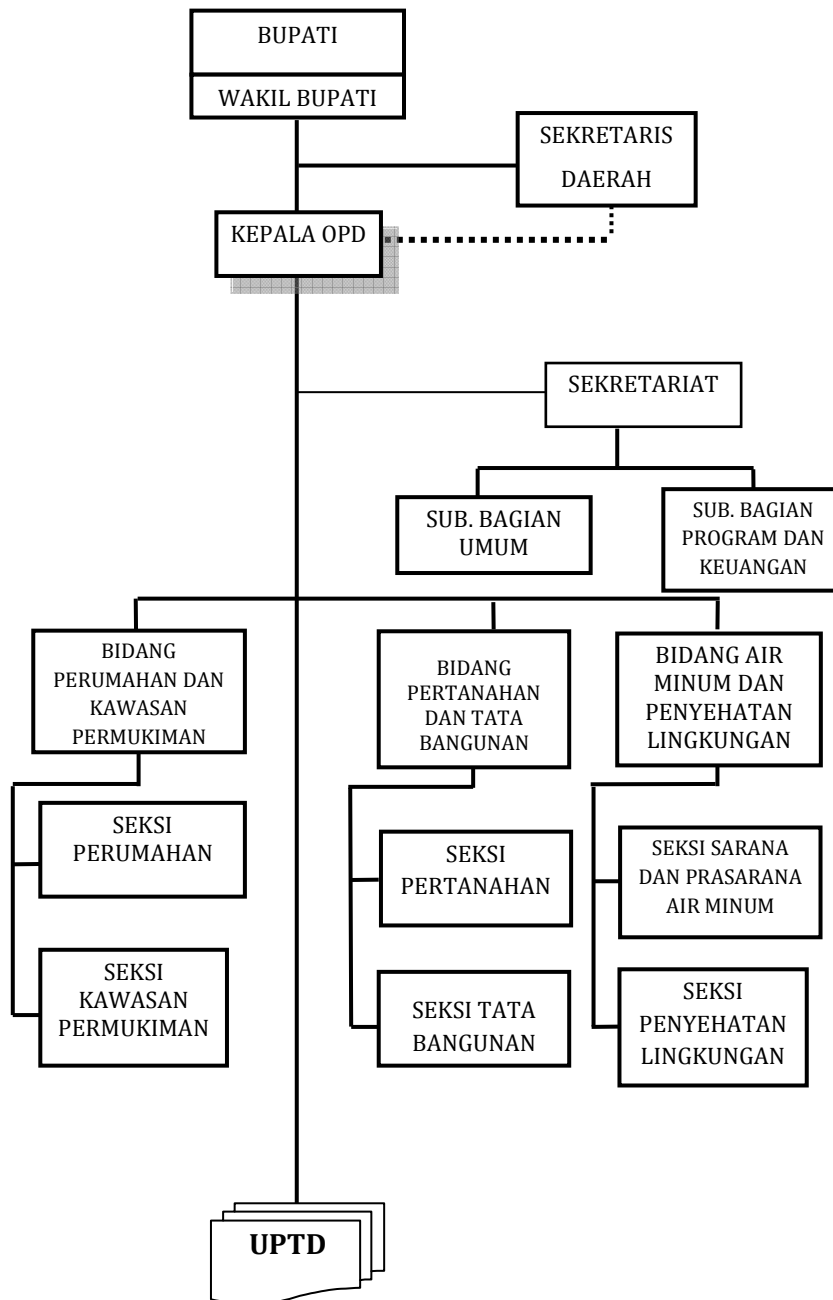 BUPATI
WAKIL BUPATI
SEKRETARIS
DAERAH
KEPALA OPD
SEKRETARIAT
SUB. BAGIAN
UMUM
SUB. BAGIAN
PROGRAM DAN
KEUANGAN
BIDANG
PERUMAHAN DAN
KAWASAN
PERMUKIMAN
BIDANG
PERTANAHAN
DAN TATA
BANGUNAN
BIDANG AIR
MINUM DAN
PENYEHATAN
LINGKUNGAN
SEKSI
PERUMAHAN
SEKSI
PERTANAHAN
SEKSI SARANA
DAN PRASARANA
AIR MINUM
SEKSI
KAWASAN
PERMUKIMAN
SEKSI TATA
BANGUNAN
SEKSI
PENYEHATAN
LINGKUNGAN
UPTD